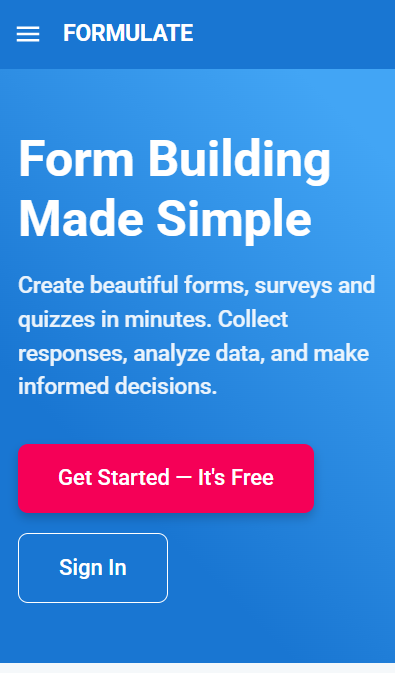 FORMULATE
Form Building
Made Simple
Create beautiful forms, surveys and
quizzes in minutes. Collect
responses, analyze data, and make
informed decisions.
Get Started — It's Free
Sign In